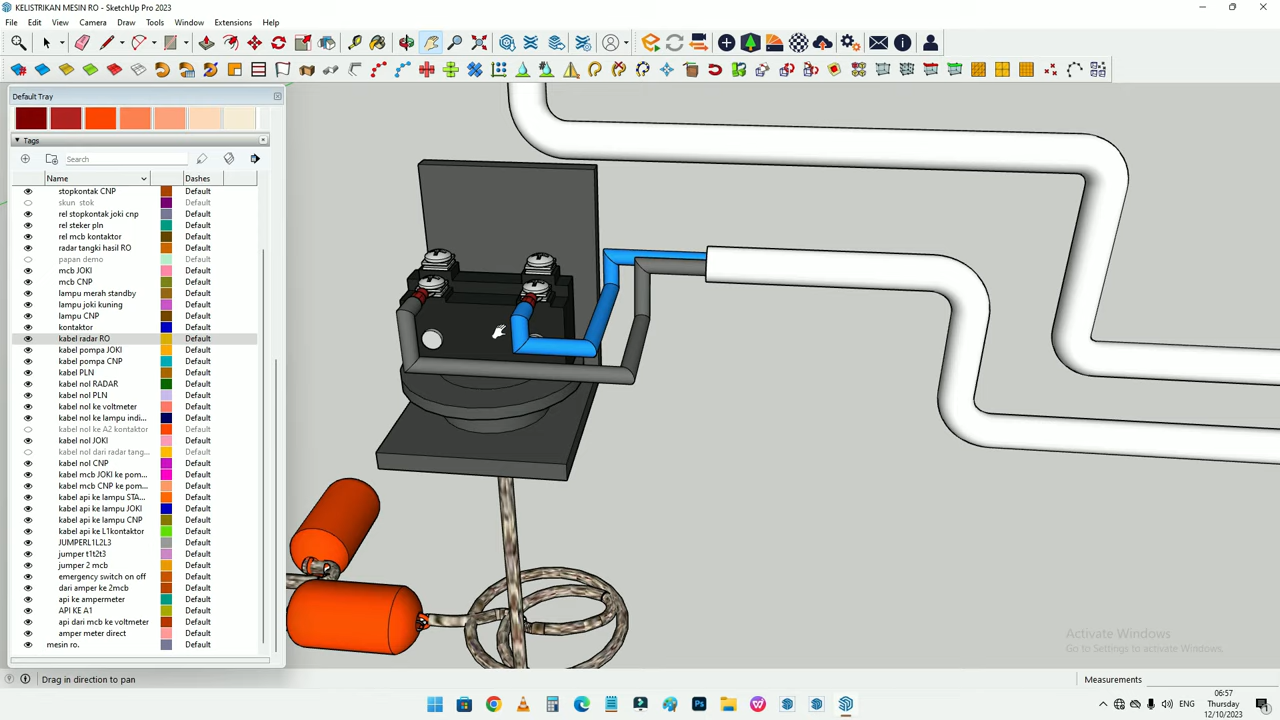 KELISTRIKAN MESIN RO - SketchUp Pro 2023
File Edit View Camera Draw Tools Window Extensions Help
Default Tray
Tags
Search
Name Dashes
stopkontak CNP Default
skun stok Default
rel stopkontak joki cnp Default
rel steker pln Default
rel mcb kontaktor Default
radar tangki hasil RO Default
papan demo Default
mcb JOKI Default
mcb CNP Default
lampu merah standby Default
lampu joki kuning Default
lampu CNP Default
kontaktor Default
kabel radar RO Default
kabel pompa JOKI Default
kabel pompa CNP Default
kabel PLN Default
kabel nol RADAR Default
kabel nol PLN Default
kabel nol ke voltmeter Default
kabel nol ke lampu indi... Default
kabel nol ke A2 kontaktor Default
kabel nol JOKI Default
kabel nol dari radar tang... Default
kabel nol CNP Default
kabel mcb JOKI ke pom... Default
kabel mcb CNP ke pom... Default
kabel api ke lampu STA... Default
kabel api ke lampu JOKI Default
kabel api ke lampu CNP Default
kabel api ke L1kontaktor Default
JUMPERL1L2L3 Default
jumper t1t2t3 Default
jumper 2 mcb Default
emergency switch on off Default
dari amper ke 2mcb Default
api ke ampermeter Default
API KE A1 Default
api dari mcb ke voltmeter Default
amper meter direct Default
mesin ro. Default
Activate Windows
Go to Settings to activate Windows.
Drag in direction to pan
Measurements
ENG
06:57
Thursday
12/10/2023